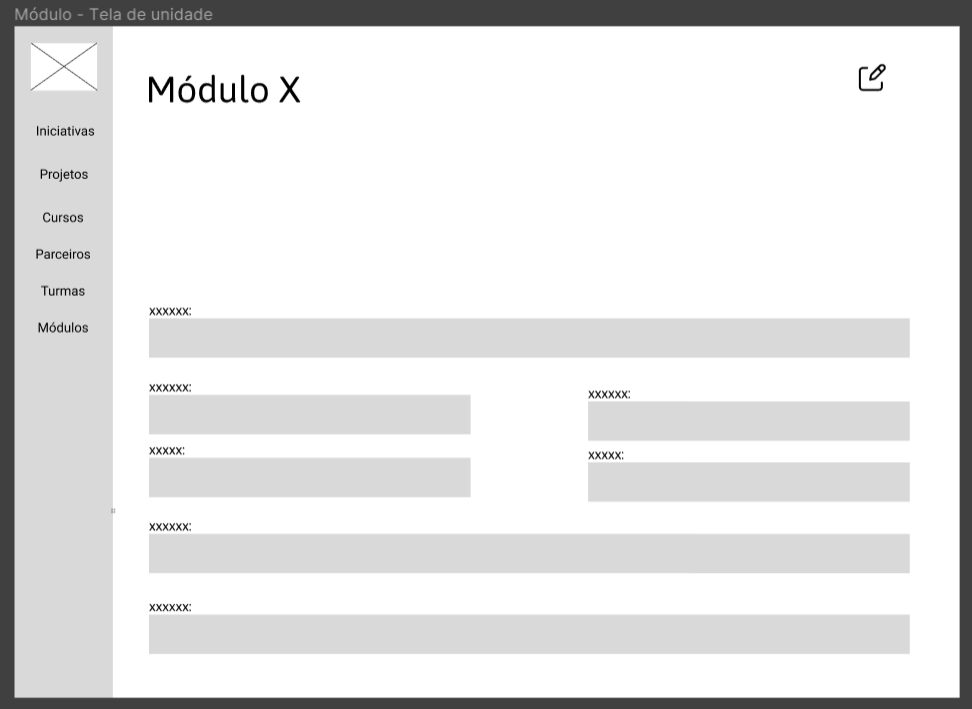 Módulo - Tela de unidade
Iniciativas
Projetos
Cursos
Parceiros
Turmas
Módulos
Módulo X
xxxxxx:
xxxxxx:
xxxxxx:
xxxxx:
xxxxx:
xxxxxx:
xxxxxx: